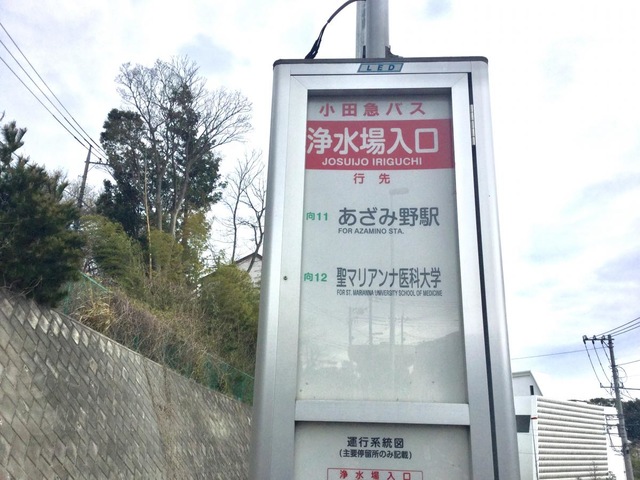 LED
小田急バス
浄水場入口
JOSUIJO IRIGUCHI
行先
向11 あざみ野駅
FOR AZAMINO STA.
向12 聖マリアンナ医科大学
FOR ST. MARIANNA UNIVERSITY SCHOOL OF MEDICINE
運行系統図
(主要停留所のみ記載)
浄水場入口